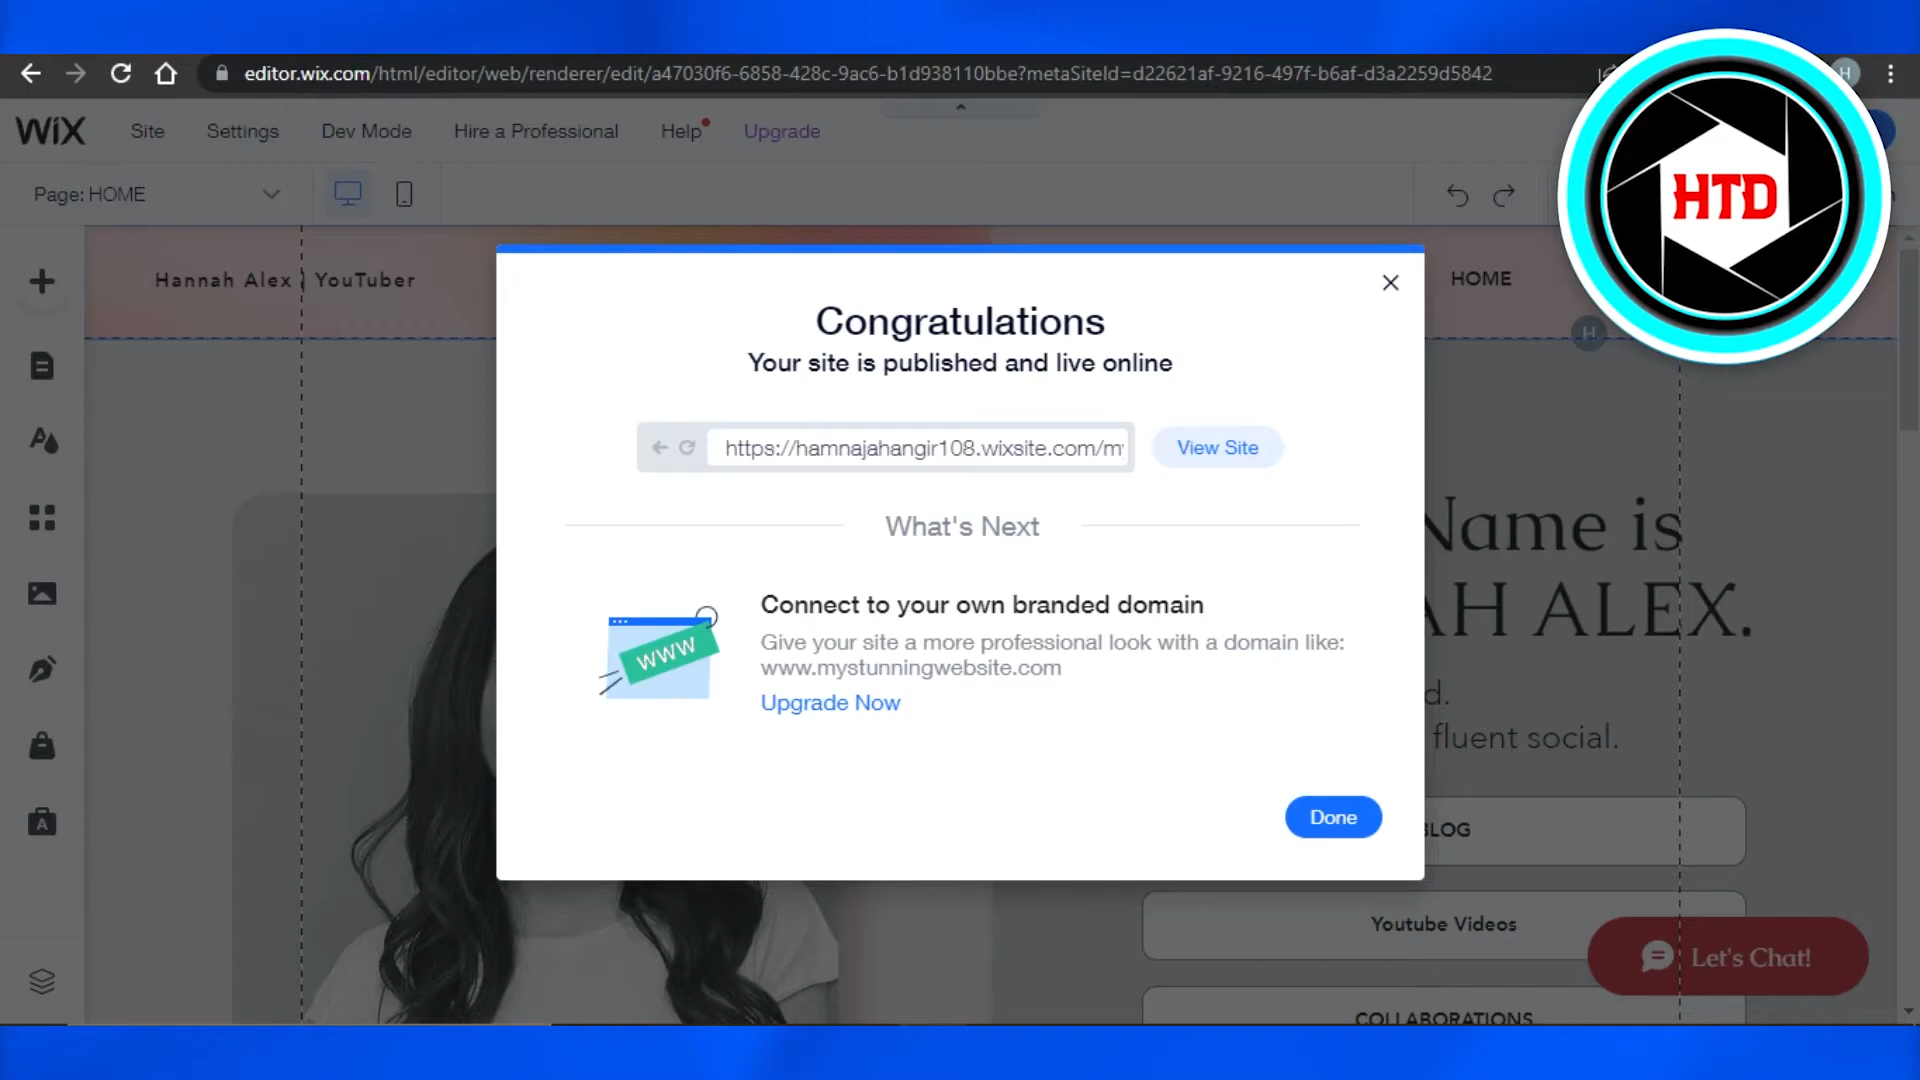 editor.wix.com/html/editor/web/renderer/edit/a47030f6-6858-428c-9ac6-b1d938110bbe?metaSiteId=d22621af-9216-497f-b6af-d3a2259d5842
H
WiX
Site
Settings
Dev Mode
Hire a Professional
Help
Upgrade
HTD
Page: HOME
Hannah Alex | YouTuber
HOME
H
Congratulations
Your site is published and live online
https://hamnajahangir108.wixsite.com/m
View Site
What's Next
Name is
AH ALEX.
Connect to your own branded domain
Give your site a more professional look with a domain like:
www.mystunningwebsite.com
WWW
Upgrade Now
d.
fluent social.
Done
BLOG
A
Youtube Videos
Let's Chat!
COLLABORATIONS